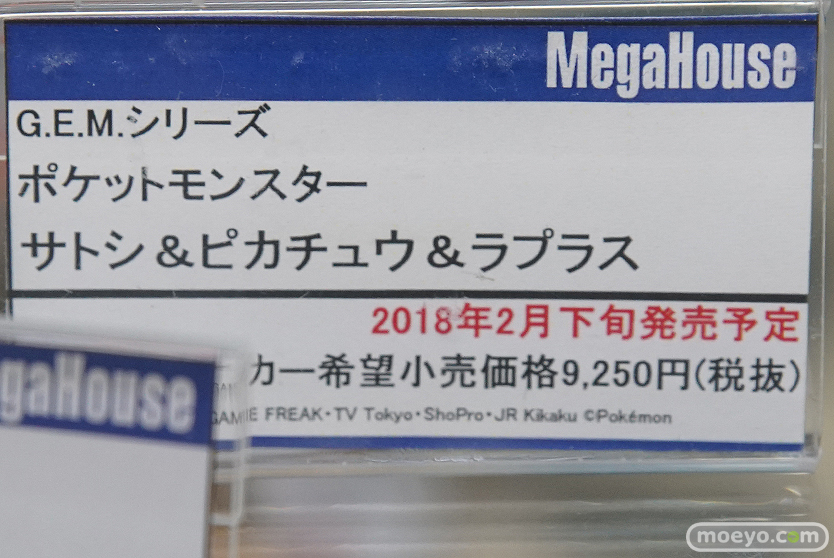 MegaHouse
G.E.M.シリーズ
ポケットモンスター
サトシ&ピカチュウ&ラプラス
2018年2月下旬発売予定
カー希望小売価格9,250円(税抜)
GAME FREAK・TV Tokyo・ShoPro・JR Kikaku ©Pokémon
gaHouse
moeyo.com